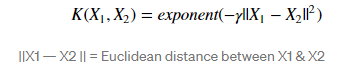 K(X₁, X₂) = exponent(−γ||X₁ − X₂||²)
||X1 — X2 || = Euclidean distance between X1 & X2